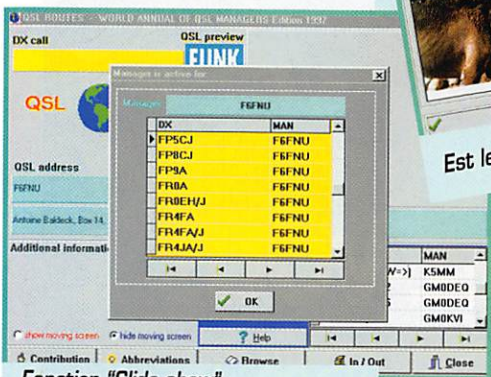 QSL ROUTES - WORLD ANNUAL OF QSL MANAGERS Edition 1997
DX call
QSL preview
FUNK
QSL
Manager is active for
Manager
F6FNU
DX MAN
FP5CJ F6FNU
FP8CJ F6FNU
FP9A F6FNU
FR0A F6FNU
FR0EH/J F6FNU
FR4FA F6FNU
FR4FA/J F6FNU
FR4JA/J F6FNU
OK
QSL address
F6FNU
Antoine Baldeck, Box 14,
Additional informati
MAN
W=>) K5MM
GM0DEQ
GM0DEQ
GM0KVI
show moving screen
hide moving screen
? Help
Contribution
Abbreviations
Browse
In / Out
Close
Est le